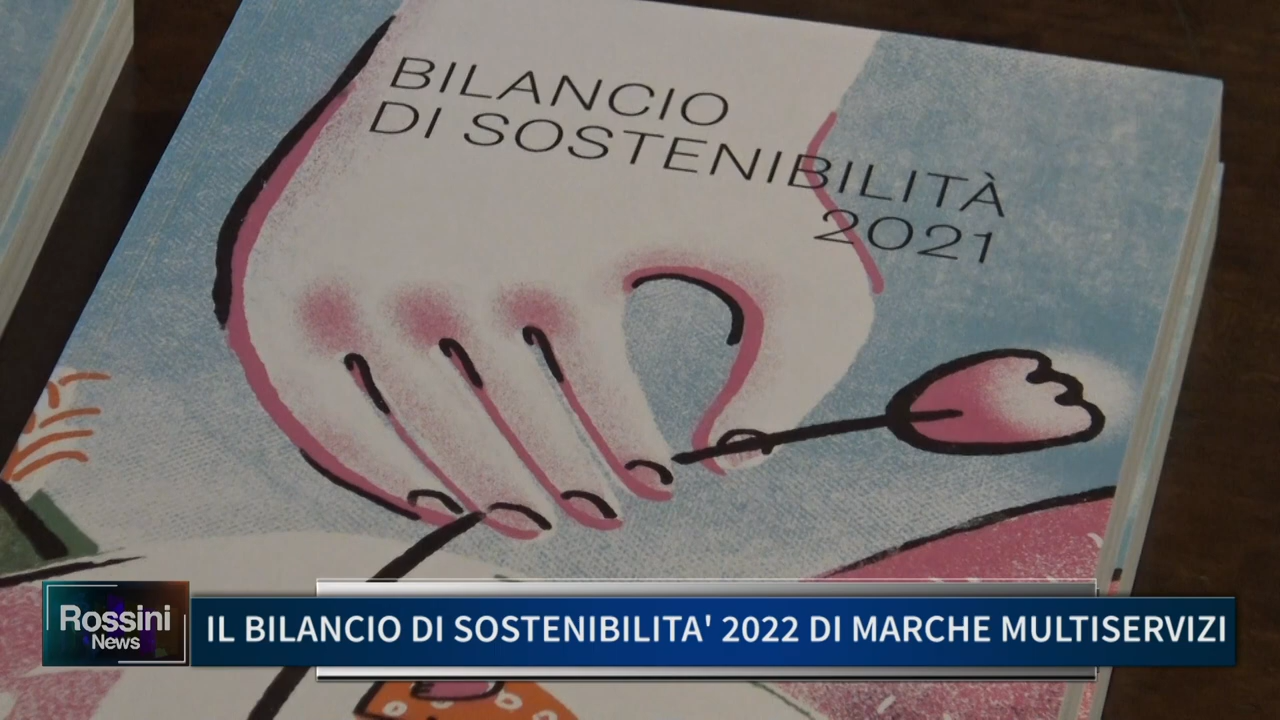 BILANCIO
DI SOSTENIBILITÀ
2021
Rossini
News
IL BILANCIO DI SOSTENIBILITA' 2022 DI MARCHE MULTISERVIZI